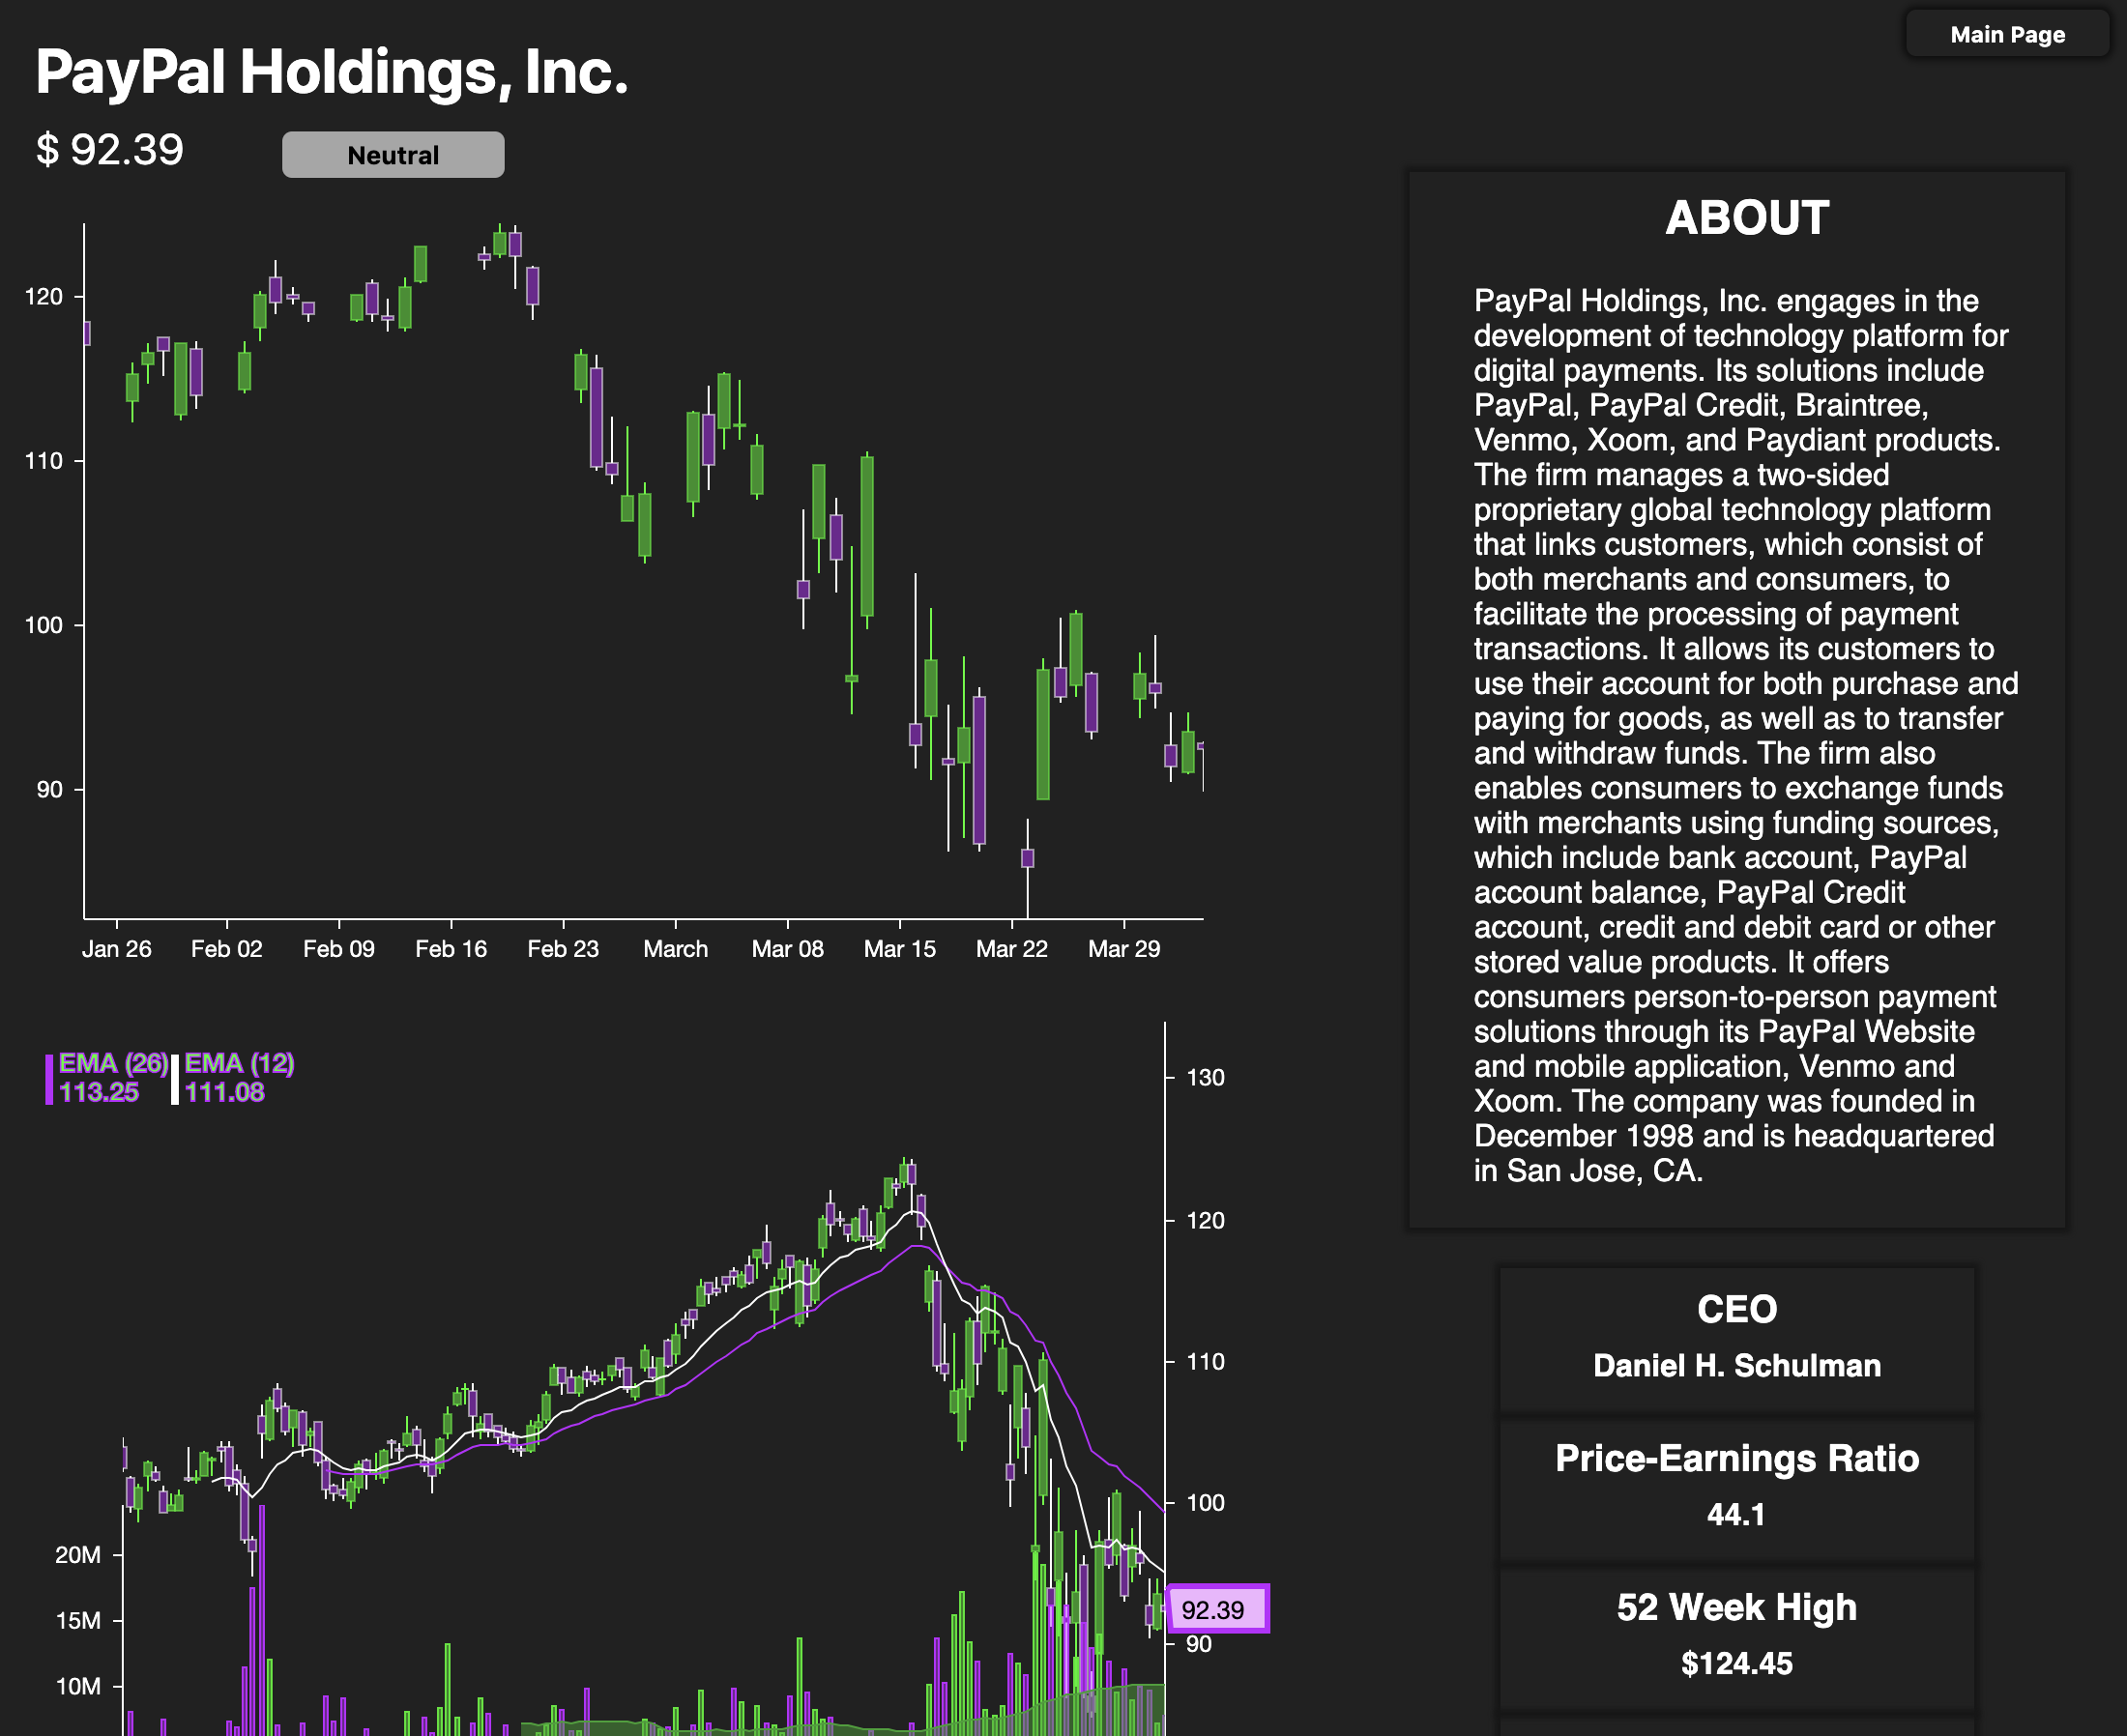 Main Page
PayPal Holdings, Inc.
$ 92.39
Neutral
120
110
100
90
Jan 26
Feb 02
Feb 09
Feb 16
Feb 23
March
Mar 08
Mar 15
Mar 22
Mar 29
EMA (26)
113.25
EMA (12)
111.08
130
120
110
100
90
92.39
20M
15M
10M
ABOUT
PayPal Holdings, Inc. engages in the
development of technology platform for
digital payments. Its solutions include
PayPal, PayPal Credit, Braintree,
Venmo, Xoom, and Paydiant products.
The firm manages a two-sided
proprietary global technology platform
that links customers, which consist of
both merchants and consumers, to
facilitate the processing of payment
transactions. It allows its customers to
use their account for both purchase and
paying for goods, as well as to transfer
and withdraw funds. The firm also
enables consumers to exchange funds
with merchants using funding sources,
which include bank account, PayPal
account balance, PayPal Credit
account, credit and debit card or other
stored value products. It offers
consumers person-to-person payment
solutions through its PayPal Website
and mobile application, Venmo and
Xoom. The company was founded in
December 1998 and is headquartered
in San Jose, CA.
CEO
Daniel H. Schulman
Price-Earnings Ratio
44.1
52 Week High
$124.45